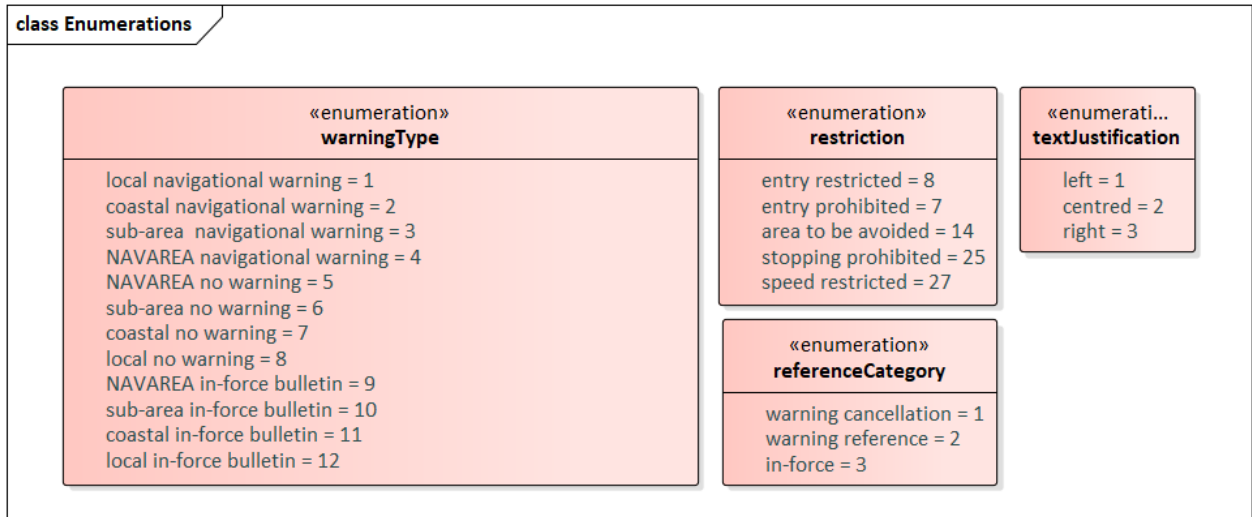 class Enumerations
«enumeration»
warningType
local navigational warning = 1
coastal navigational warning = 2
sub-area  navigational warning = 3
NAVAREA navigational warning = 4
NAVAREA no warning = 5
sub-area no warning = 6
coastal no warning = 7
local no warning = 8
NAVAREA in-force bulletin = 9
sub-area in-force bulletin = 10
coastal in-force bulletin = 11
local in-force bulletin = 12
«enumeration»
restriction
entry restricted = 8
entry prohibited = 7
area to be avoided = 14
stopping prohibited = 25
speed restricted = 27
«enumerati...
textJustification
left = 1
centred = 2
right = 3
«enumeration»
referenceCategory
warning cancellation = 1
warning reference = 2
in-force = 3